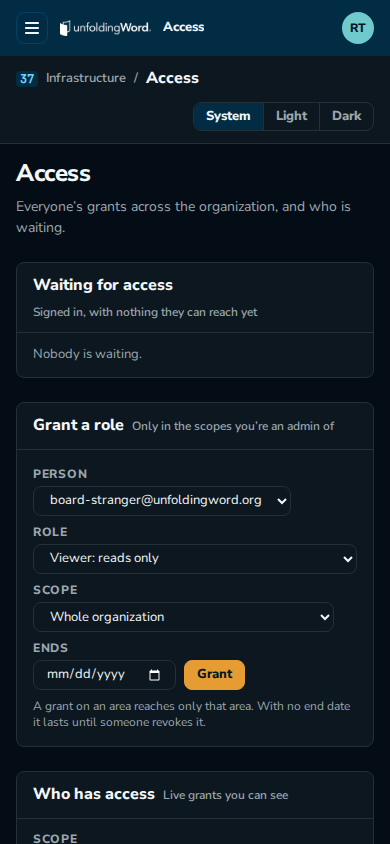 unfoldingWord. Access RT
37 Infrastructure / Access
System Light Dark
Access
Everyone's grants across the organization, and who is
waiting.
Waiting for access
Signed in, with nothing they can reach yet
Nobody is waiting.
Grant a role Only in the scopes you're an admin of
PERSON
board-stranger@unfoldingword.org
ROLE
Viewer: reads only
SCOPE
Whole organization
ENDS
mm/dd/yyyy Grant
A grant on an area reaches only that area. With no end date
it lasts until someone revokes it.
Who has access Live grants you can see
SCOPE